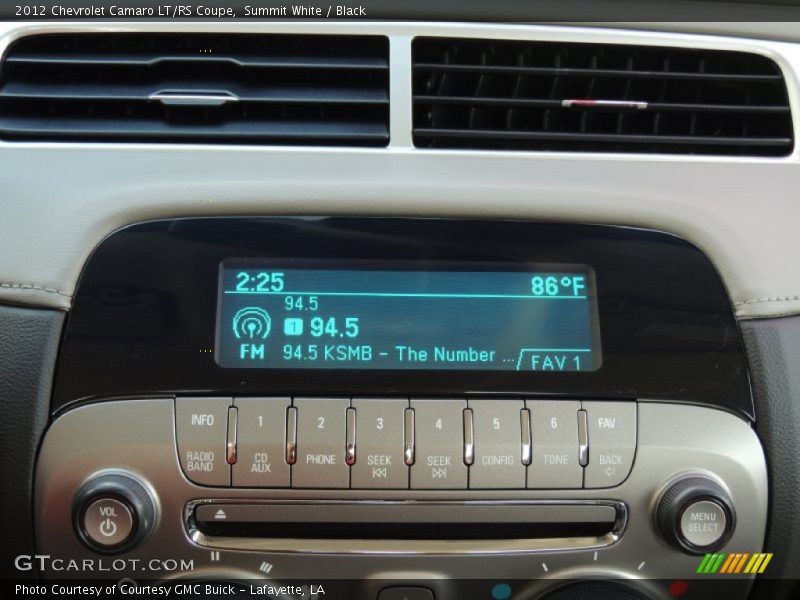 2012 Chevrolet Camaro LT/RS Coupe, Summit White / Black
2:25 86°F
94.5
1 94.5
FM 94.5 KSMB - The Number ... FAV 1
INFO 1 2 3 4 5 6 FAV
RADIO BAND CD AUX PHONE SEEK SEEK CONFIG TONE BACK
VOL
MENU SELECT
GTCARLOT.COM
Photo Courtesy of Courtesy GMC Buick - Lafayette, LA